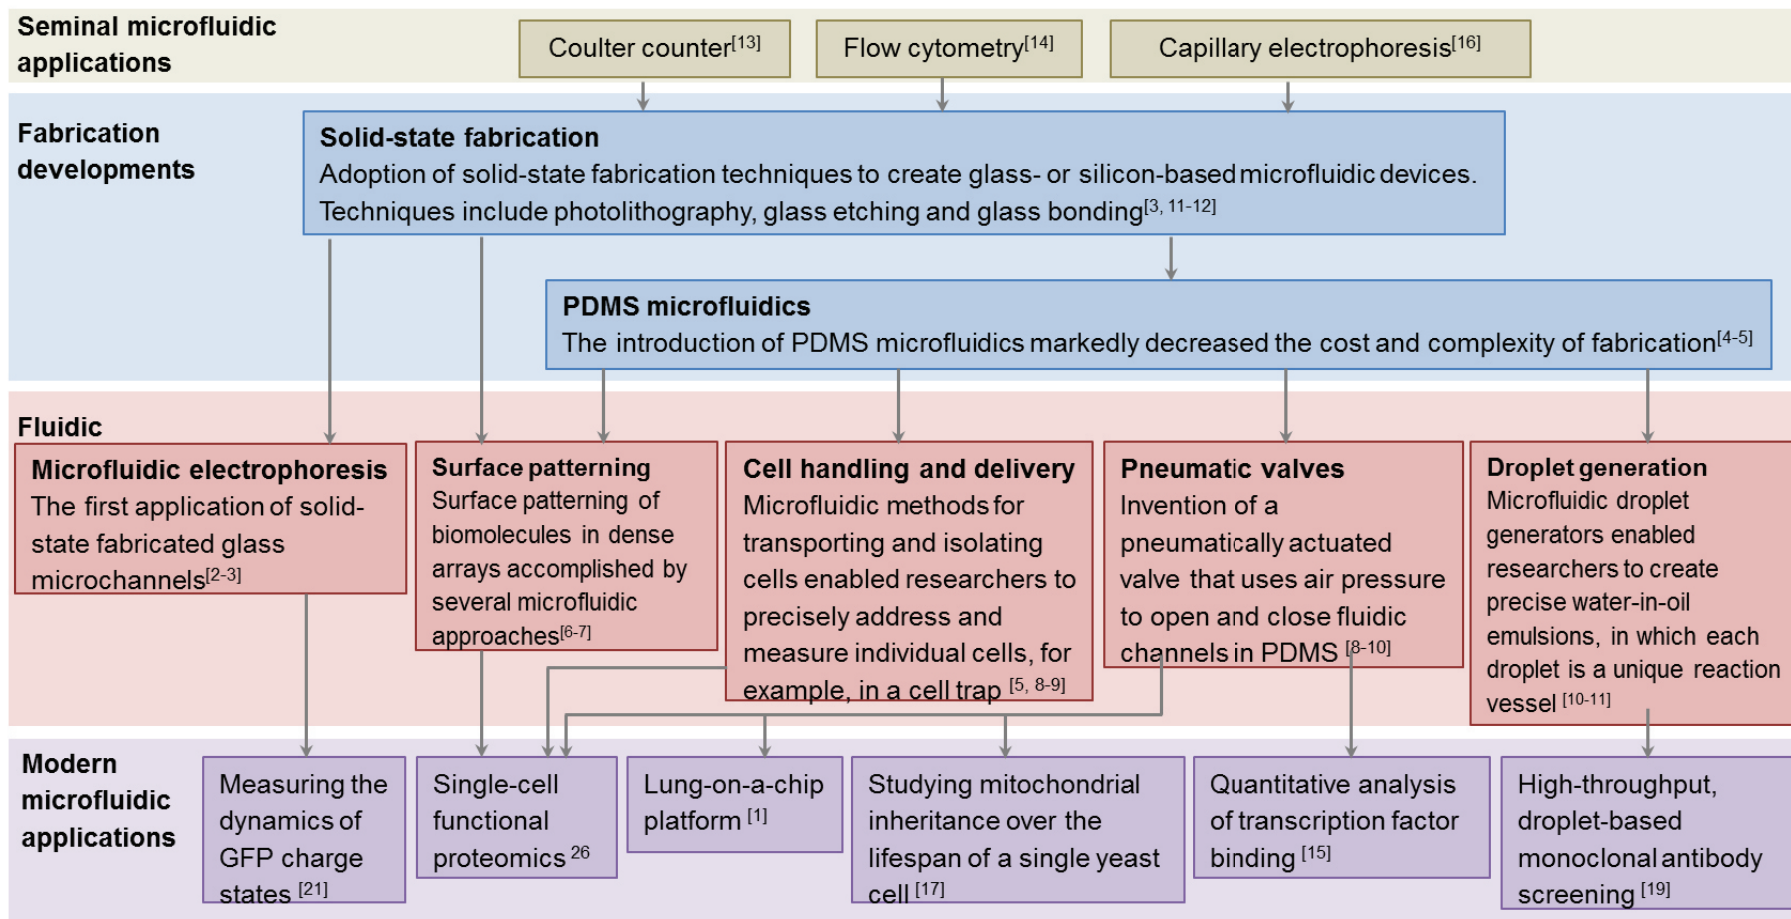 Seminal microfluidic
applications
Coulter counter[13]
Flow cytometry[14]
Capillary electrophoresis[16]
Fabrication
developments
Solid-state fabrication
Adoption of solid-state fabrication techniques to create glass- or silicon-based microfluidic devices.
Techniques include photolithography, glass etching and glass bonding[3, 11-12]
PDMS microfluidics
The introduction of PDMS microfluidics markedly decreased the cost and complexity of fabrication[4-5]
Fluidic
Microfluidic electrophoresis
The first application of solid-
state fabricated glass
microchannels[2-3]
Surface patterning
Surface patterning of
biomolecules in dense
arrays accomplished by
several microfluidic
approaches[6-7]
Cell handling and delivery
Microfluidic methods for
transporting and isolating
cells enabled researchers to
precisely address and
measure individual cells, for
example, in a cell trap [5, 8-9]
Pneumatic valves
Invention of a
pneumatically actuated
valve that uses air pressure
to open and close fluidic
channels in PDMS [8-10]
Droplet generation
Microfluidic droplet
generators enabled
researchers to create
precise water-in-oil
emulsions, in which each
droplet is a unique reaction
vessel [10-11]
Modern
microfluidic
applications
Measuring the
dynamics of
GFP charge
states [21]
Single-cell
functional
proteomics 26
Lung-on-a-chip
platform [1]
Studying mitochondrial
inheritance over the
lifespan of a single yeast
cell [17]
Quantitative analysis
of transcription factor
binding [15]
High-throughput,
droplet-based
monoclonal antibody
screening [19]